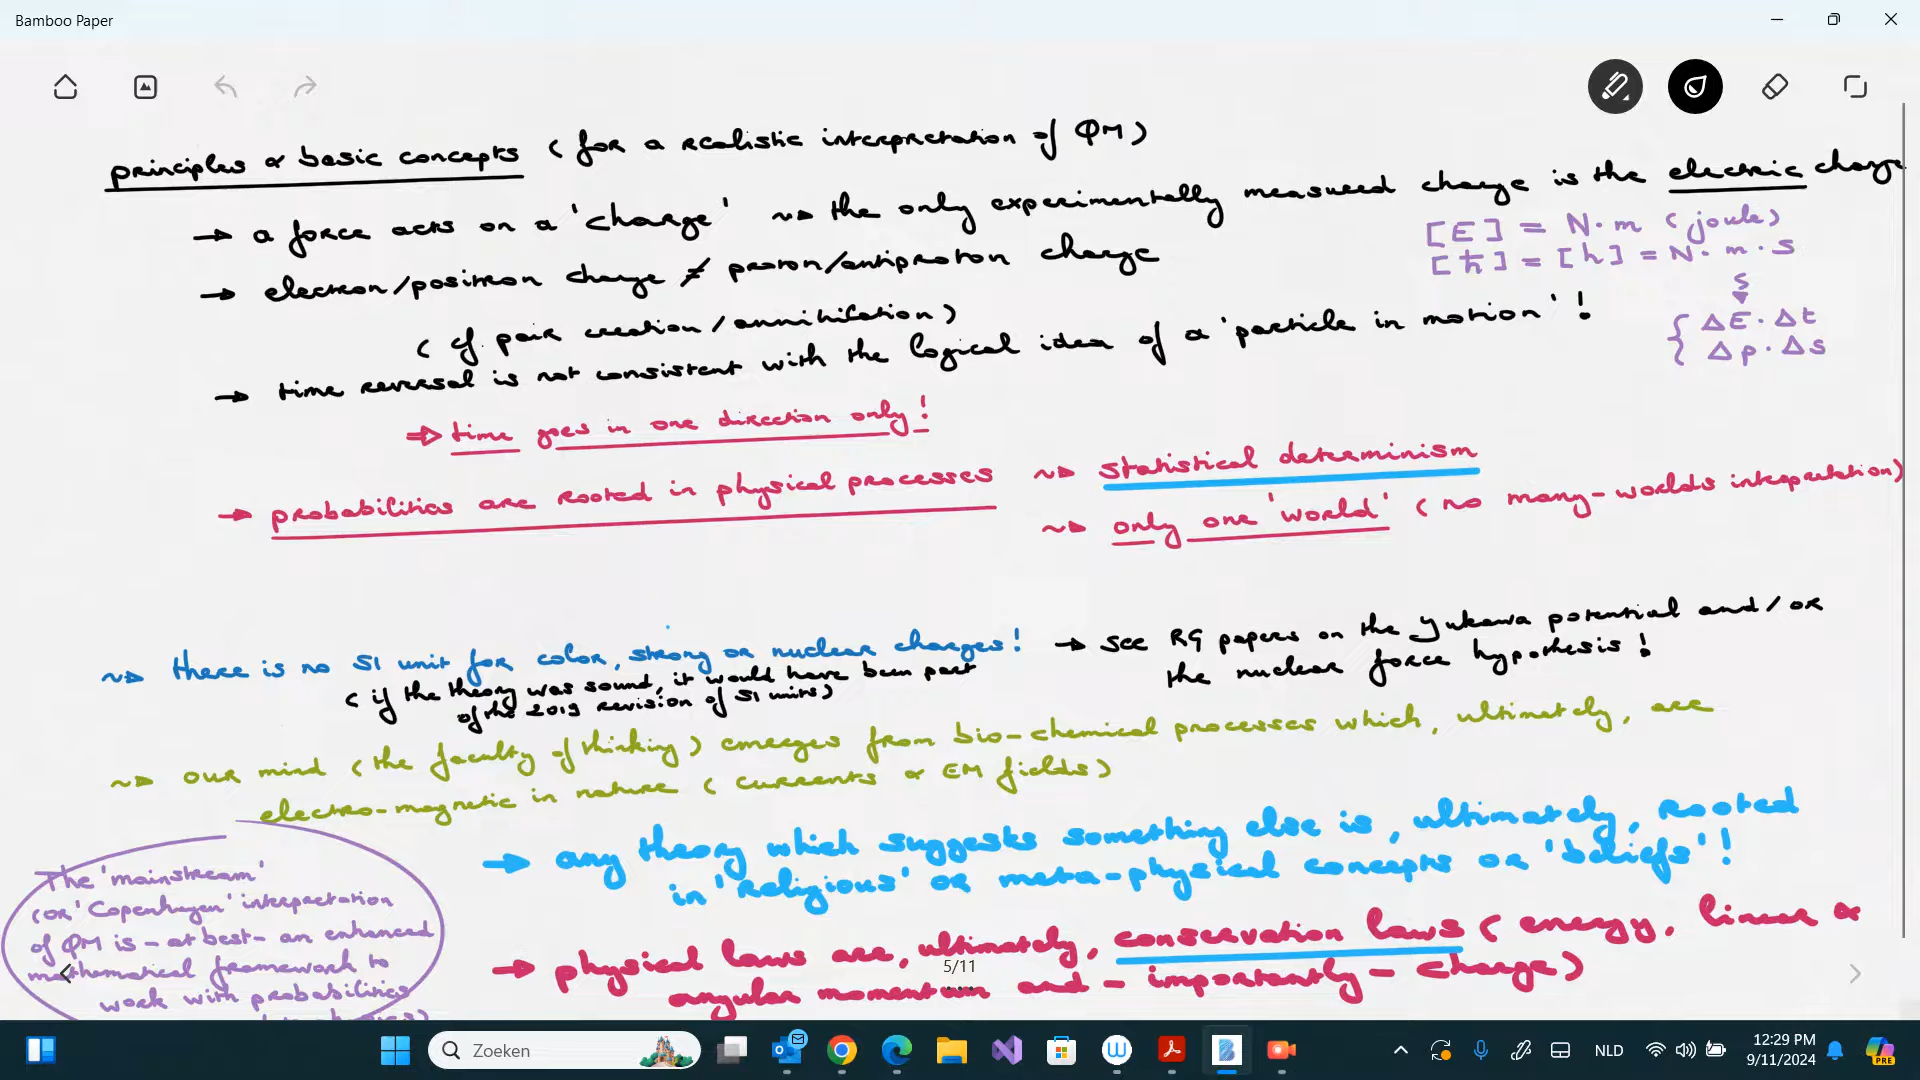 Bamboo Paper
principles & basic concepts (for a realistic interpretation of QM)
→ a force acts on a 'charge' ~> the only experimentally measured charge is the electric charge
[E] = N·m (joule)
[ħ] = [h] = N·m·s
→ electron/positron charge ≠ proton/antiproton charge
(cf. pair creation/annihilation)
{ ΔE·Δt
Δp·Δs
→ time reversal is not consistent with the logical idea of a 'particle in motion'!
⇒ time goes in one direction only!
→ probabilities are rooted in physical processes ~> statistical determinism
~> only one 'world' (no many-worlds interpretation)
~> there is no SI unit for color, strong or nuclear charges! → see RG papers on the Yukawa potential and/or
the nuclear force hypothesis!
(if the theory was sound, it would have been part
of the 2019 revision of SI units)
~> our mind (the faculty of thinking) emerges from bio-chemical processes which, ultimately, are
electro-magnetic in nature (currents & EM fields)
→ any theory which suggests something else is, ultimately, rooted
in 'religious' or meta-physical concepts or 'beliefs'!
The 'mainstream'
(or 'Copenhagen' interpretation
of QM is - at best - an enhanced
mathematical framework to
work with probabilities
→ physical laws are, ultimately, conservation laws (energy, linear &
angular momentum and - importantly - charge)
5/11
Zoeken
NLD
12:29 PM
9/11/2024
PRE